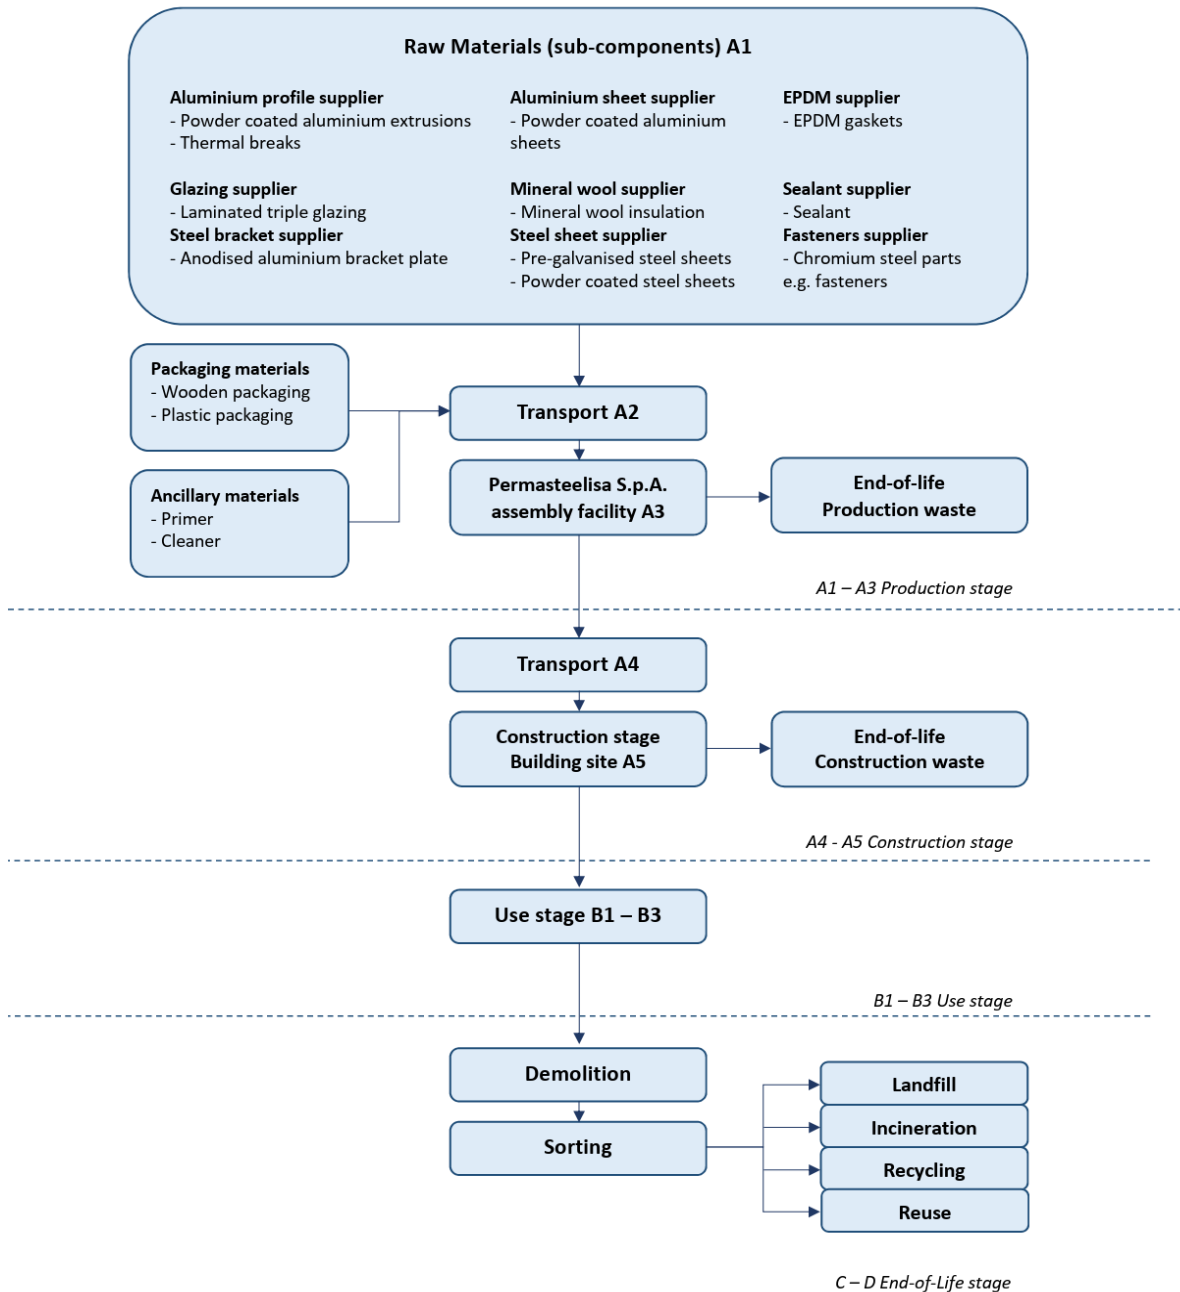 Raw Materials (sub-components) A1
Aluminium profile supplier
- Powder coated aluminium extrusions
- Thermal breaks
Aluminium sheet supplier
- Powder coated aluminium
sheets
EPDM supplier
- EPDM gaskets
Glazing supplier
- Laminated triple glazing
Steel bracket supplier
- Anodised aluminium bracket plate
Mineral wool supplier
- Mineral wool insulation
Steel sheet supplier
- Pre-galvanised steel sheets
- Powder coated steel sheets
Sealant supplier
- Sealant
Fasteners supplier
- Chromium steel parts
e.g. fasteners
Packaging materials
- Wooden packaging
- Plastic packaging
Transport A2
Ancillary materials
- Primer
- Cleaner
Permasteelisa S.p.A.
assembly facility A3
End-of-life
Production waste
A1 – A3 Production stage
Transport A4
Construction stage
Building site A5
End-of-life
Construction waste
A4 - A5 Construction stage
Use stage B1 – B3
B1 – B3 Use stage
Demolition
Sorting
Landfill
Incineration
Recycling
Reuse
C – D End-of-Life stage